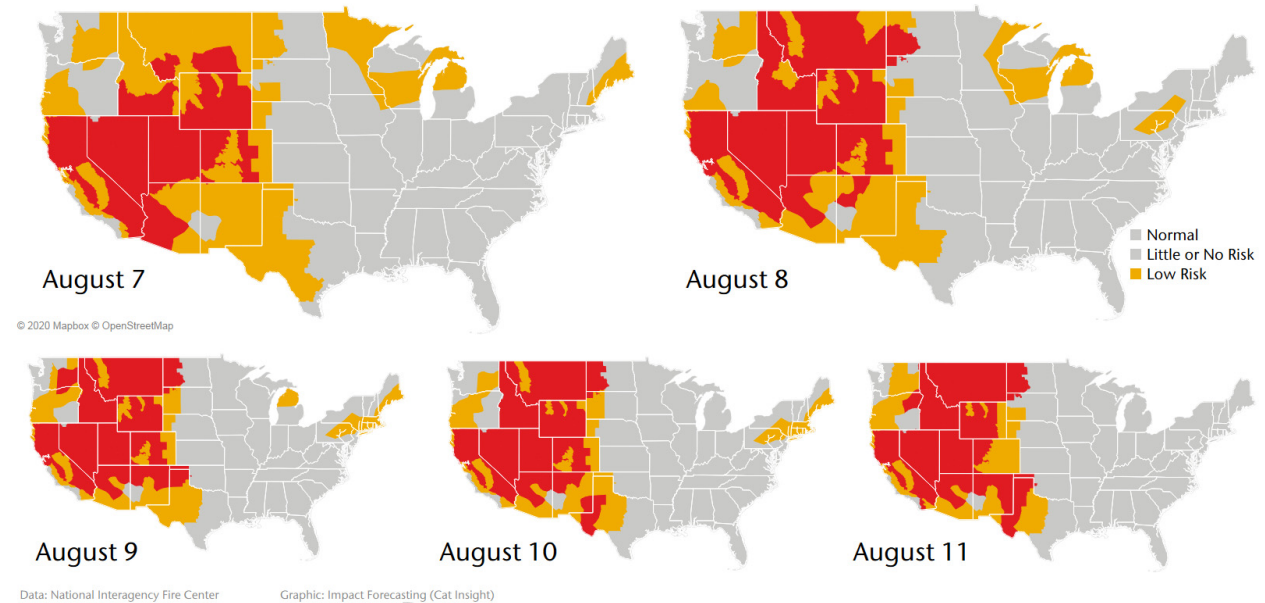 August 7
August 8
Normal
Little or No Risk
Low Risk
© 2020 Mapbox © OpenStreetMap
August 9
August 10
August 11
Data: National Interagency Fire Center
Graphic: Impact Forecasting (Cat Insight)